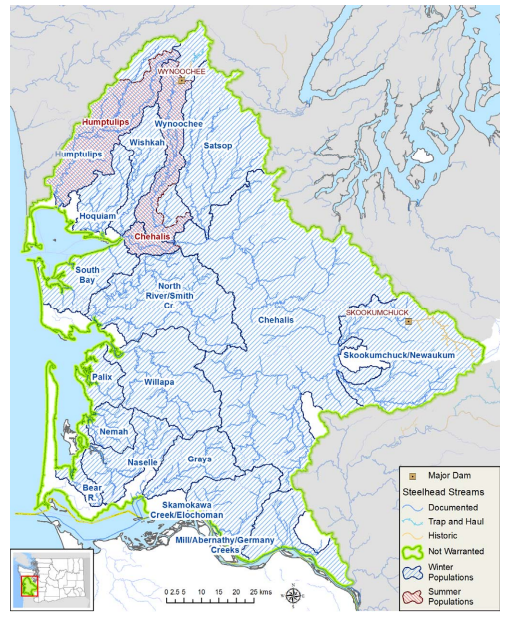 WYNOOCHEE
Humptulips
Wynoochee
Wishkah
Satsop
Humptulips
Hoquiam
Chehalis
South
Bay
North
River/Smith
Cr.
Chehalis
SKOOKUMCHUCK
Skookumchuck/Newaukum
Palix
Willapa
Nemah
Naselle
Grays
Bear
R.
Skamokawa
Creek/Elochoman
Mill/Abernathy/Germany
Creeks
0 2.5 5 10 15 20 25 kms
N
Major Dam
Steelhead Streams
Documented
Trap and Haul
Historic
Not Warranted
Winter
Populations
Summer
Populations